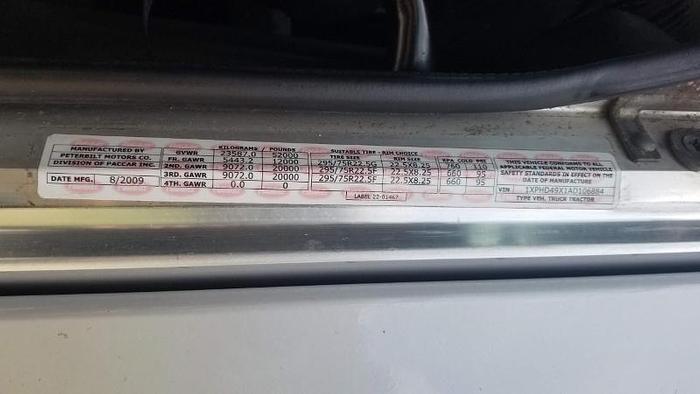 MANUFACTURED BY
PETERBILT MOTORS CO.
DIVISION OF PACCAR INC.
DATE MFG. 8/2009
KILOGRAMS / POUNDS
GVWR 23587.0 52000
FR. GAWR 5443.2 12000
2ND. GAWR 9072.0 20000
3RD. GAWR 9072.0 20000
4TH. GAWR 0.0 0
SUITABLE TIRE - RIM CHOICE
TIRE SIZE RIM SIZE KPA COLD PSI
295/75R22.5G 22.5X8.25 760 110
295/75R22.5F 22.5X8.25 660 95
295/75R22.5F 22.5X8.25 660 95
LABEL 22-01467
THIS VEHICLE CONFORMS TO ALL
APPLICABLE FEDERAL MOTOR VEHICLE
SAFETY STANDARDS IN EFFECT ON THE
DATE OF MANUFACTURE
VIN 1XPHD49X1AD106884
TYPE VEH. TRUCK TRACTOR